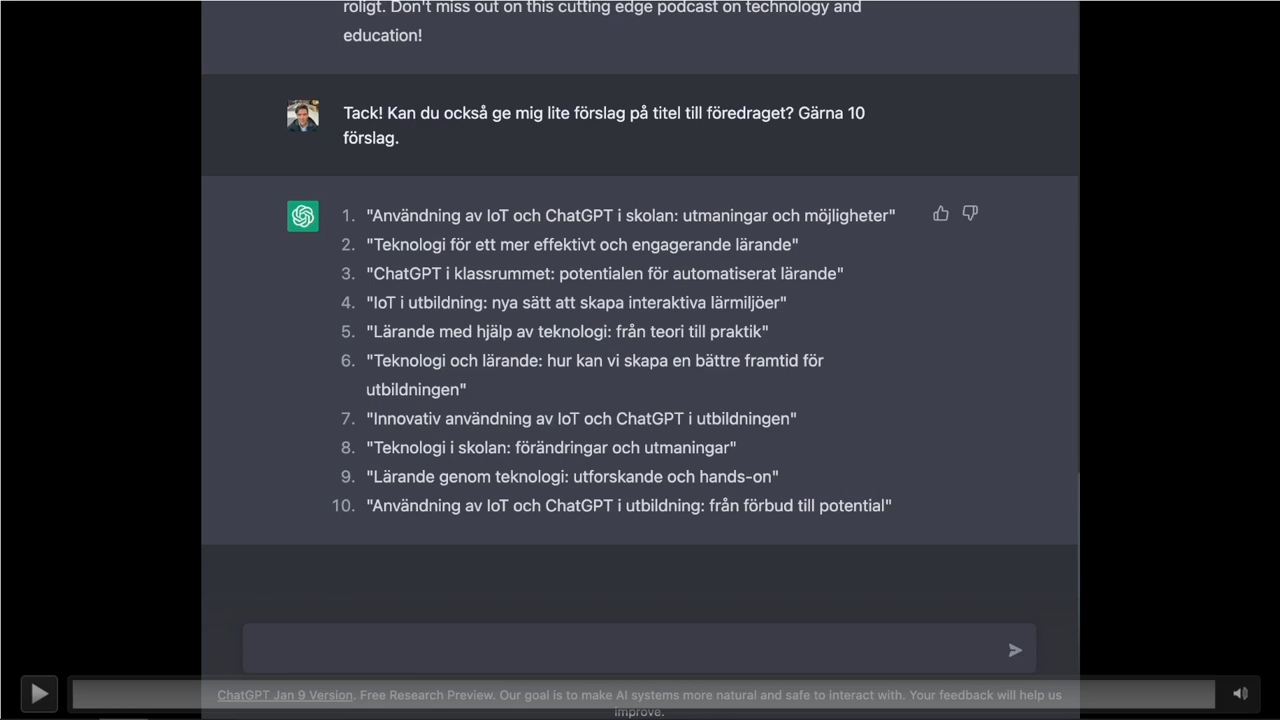 roligt. Don't miss out on this cutting edge podcast on technology and
education!
Tack! Kan du också ge mig lite förslag på titel till föredraget? Gärna 10
förslag.
1. "Användning av IoT och ChatGPT i skolan: utmaningar och möjligheter"
2. "Teknologi för ett mer effektivt och engagerande lärande"
3. "ChatGPT i klassrummet: potentialen för automatiserat lärande"
4. "IoT i utbildning: nya sätt att skapa interaktiva lärmiljöer"
5. "Lärande med hjälp av teknologi: från teori till praktik"
6. "Teknologi och lärande: hur kan vi skapa en bättre framtid för
utbildningen"
7. "Innovativ användning av IoT och ChatGPT i utbildningen"
8. "Teknologi i skolan: förändringar och utmaningar"
9. "Lärande genom teknologi: utforskande och hands-on"
10. "Användning av IoT och ChatGPT i utbildning: från förbud till potential"
ChatGPT Jan 9 Version. Free Research Preview. Our goal is to make AI systems more natural and safe to interact with. Your feedback will help us
improve.